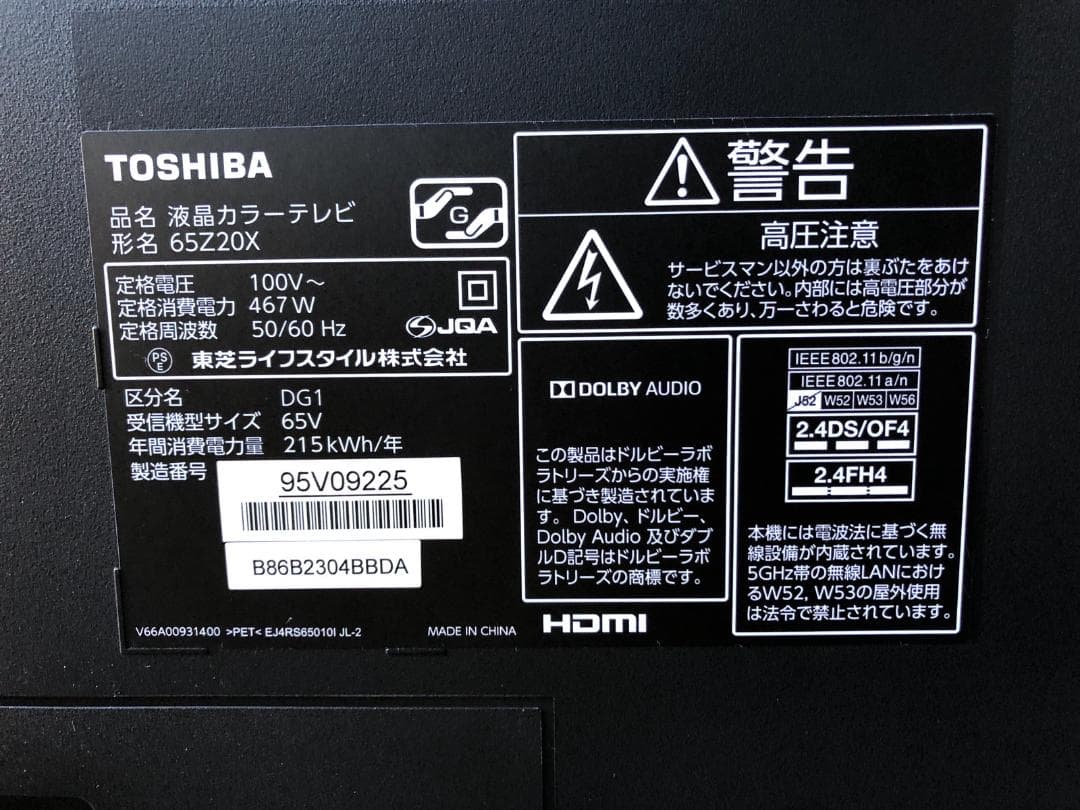 TOSHIBA
品名 液晶カラーテレビ
形名 65Z20X
G
定格電圧 100V～
定格消費電力 467W
定格周波数 50/60 Hz
JQA
PS
E
東芝ライフスタイル株式会社
区分名 DG1
受信機型サイズ 65V
年間消費電力量 215kWh/年
製造番号
95V09225
B86B2304BBDA
V66A00931400 >PET< EJ4RS65010I JL-2
MADE IN CHINA
警告
高圧注意
サービスマン以外の方は裏ぶたをあけ
ないでください。内部には高電圧部分が
数多くあり、万一さわると危険です。
DOLBY AUDIO
この製品はドルビーラボ
ラトリーズからの実施権
に基づき製造されていま
す。Dolby、ドルビー、
Dolby Audio 及びダブ
ルD記号はドルビーラボ
ラトリーズの商標です。
HDMI
IEEE802.11b/g/n
IEEE802.11a/n
J52 W52 W53 W56
2.4DS/OF4
2.4FH4
本機には電波法に基づく無
線設備が内蔵されています。
5GHz帯の無線LANにおけ
るW52, W53の屋外使用
は法令で禁止されています。